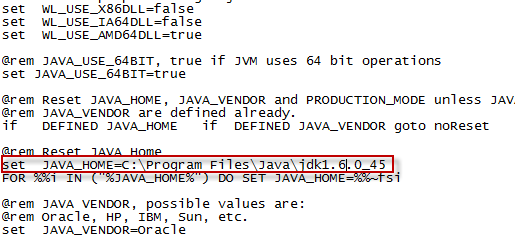 set  WL_USE_X86DLL=false
set  WL_USE_IA64DLL=false
set  WL_USE_AMD64DLL=true
@rem JAVA_USE_64BIT, true if JVM uses 64 bit operations
set JAVA_USE_64BIT=true
@rem Reset JAVA_HOME, JAVA_VENDOR and PRODUCTION_MODE unless JAVA
@rem JAVA_VENDOR are defined already.
if   DEFINED JAVA_HOME   if  DEFINED JAVA_VENDOR goto noReset
@rem Reset JAVA Home
set  JAVA_HOME=C:\Program Files\Java\jdk1.6.0_45
FOR %%i IN ("%JAVA_HOME%") DO SET JAVA_HOME=%%~fsi
@rem JAVA VENDOR, possible values are:
@rem Oracle, HP, IBM, Sun, etc.
set  JAVA_VENDOR=Oracle